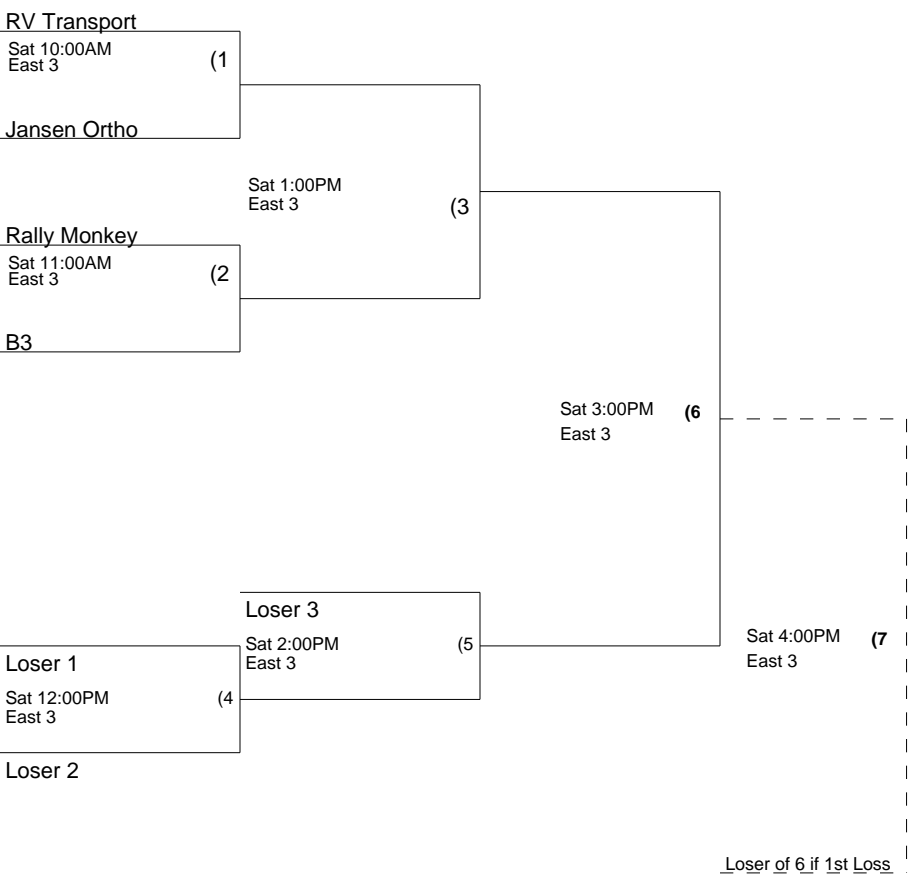 RV Transport
Sat 10:00AM
East 3
(1
Jansen Ortho
Sat 1:00PM
East 3
(3
Rally Monkey
Sat 11:00AM
East 3
(2
B3
Sat 3:00PM
(6
East 3
Loser 3
Sat 2:00PM
East 3
(5
Sat 4:00PM
(7
East 3
Loser 1
Sat 12:00PM
East 3
(4
Loser 2
Loser of 6 if 1st Loss